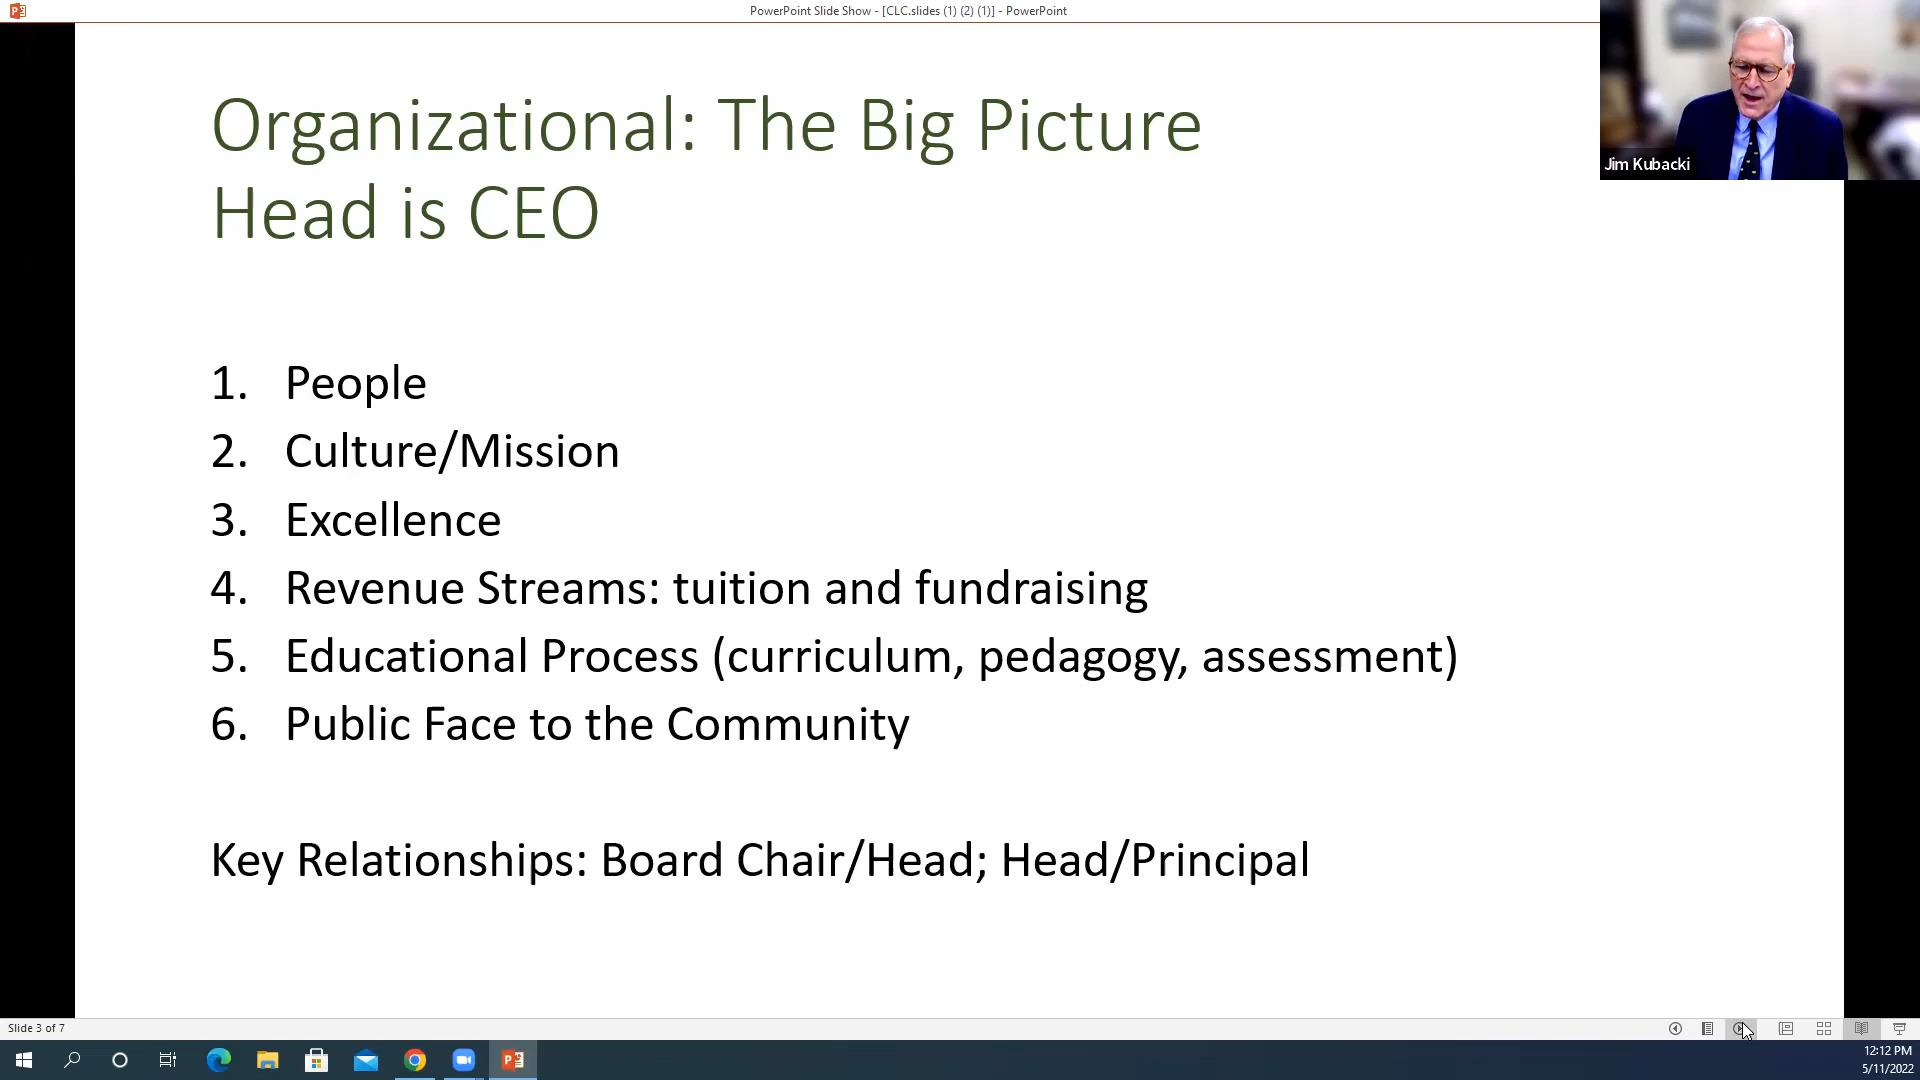 PowerPoint Slide Show - [CLC.slides (1) (2) (1)] - PowerPoint
Jim Kubacki
Organizational: The Big Picture
Head is CEO
1. People
2. Culture/Mission
3. Excellence
4. Revenue Streams: tuition and fundraising
5. Educational Process (curriculum, pedagogy, assessment)
6. Public Face to the Community
Key Relationships: Board Chair/Head; Head/Principal
Slide 3 of 7
12:12 PM
5/11/2022